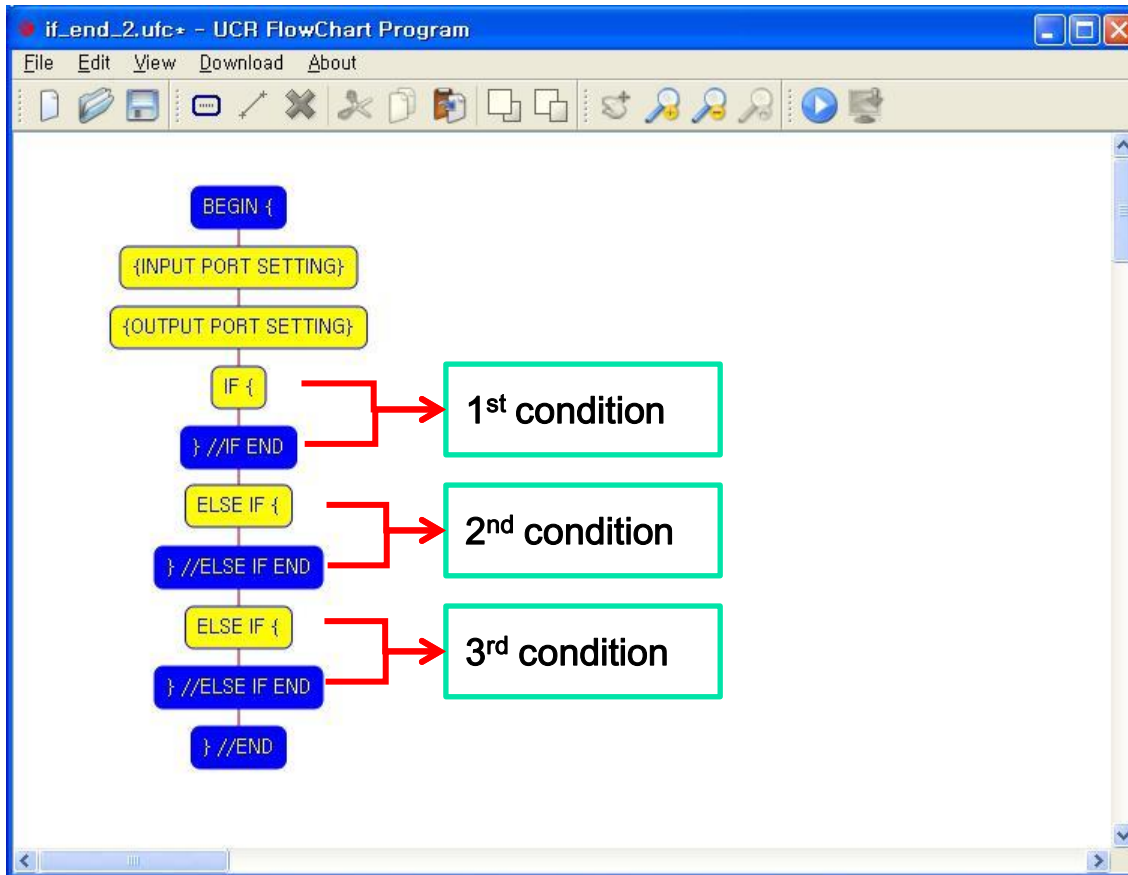 if_end_2.ufc* - UCR FlowChart Program
File Edit View Download About
BEGIN {
{INPUT PORT SETTING}
{OUTPUT PORT SETTING}
IF {
1st condition
} //IF END
ELSE IF {
2nd condition
} //ELSE IF END
ELSE IF {
3rd condition
} //ELSE IF END
} //END